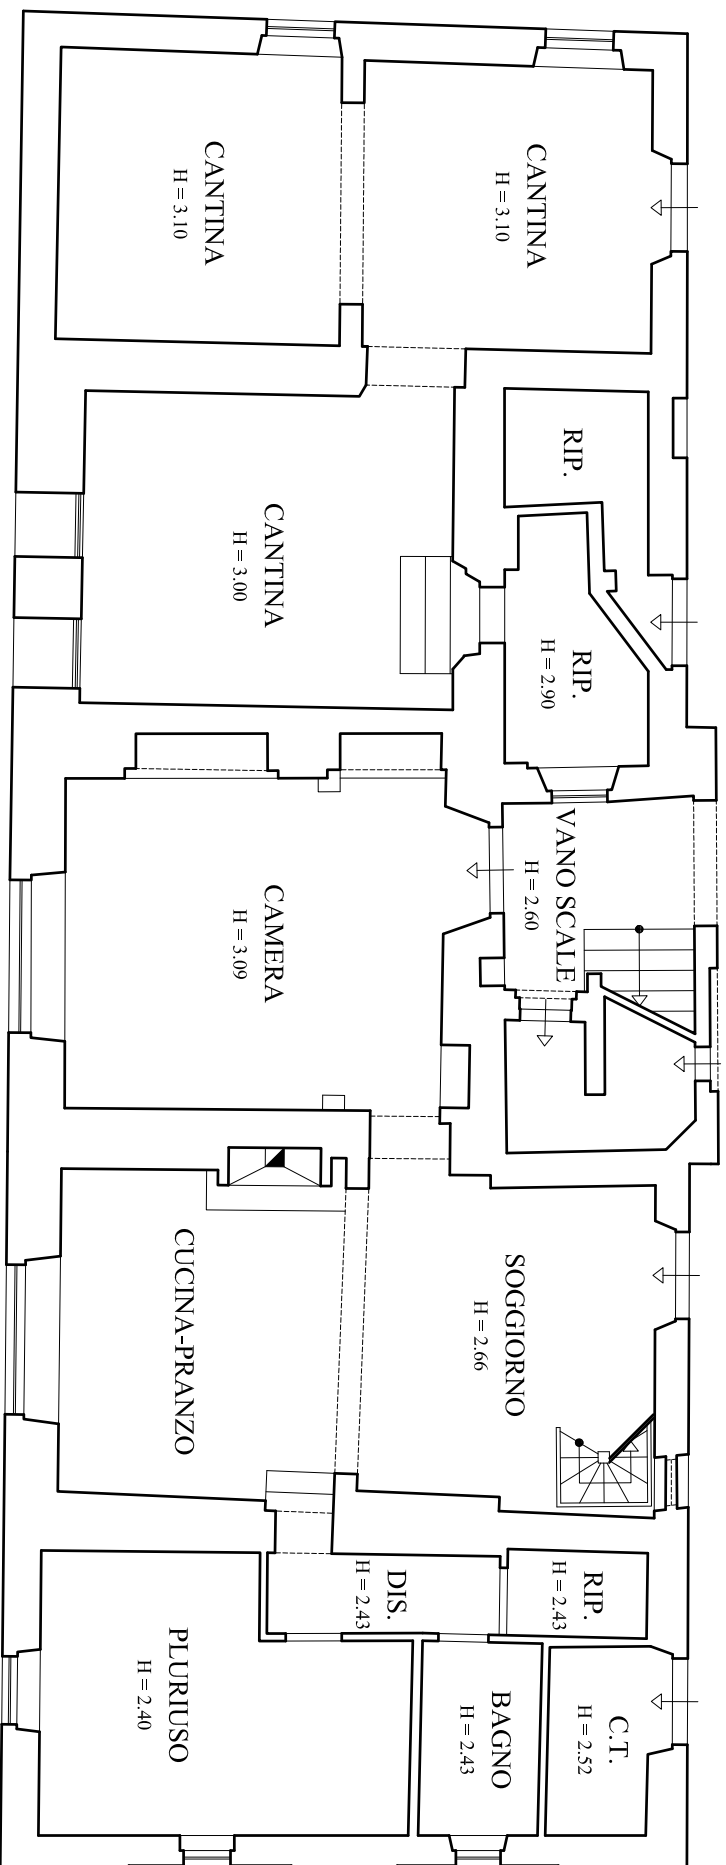 CANTINA
H = 3.10
CANTINA
H = 3.10
RIP.
CANTINA
H = 3.00
RIP.
H = 2.90
VANO SCALE
H = 2.60
CAMERA
H = 3.09
SOGGIORNO
H = 2.66
CUCINA-PRANZO
RIP.
H = 2.43
DIS.
H = 2.43
C.T.
H = 2.52
BAGNO
H = 2.43
PLURIUSO
H = 2.40